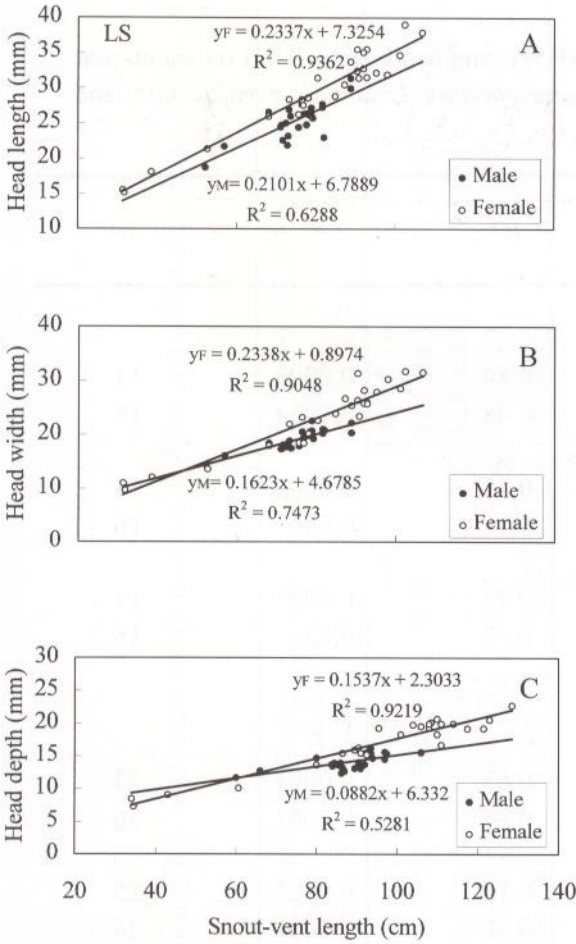 LS
A
yF = 0.2337x + 7.3254
R² = 0.9362
yM= 0.2101x + 6.7889
R² = 0.6288
Male
Female
Head length (mm)
40
35
30
25
20
15
10
B
yF = 0.2338x + 0.8974
R² = 0.9048
yM= 0.1623x + 4.6785
R² = 0.7473
Male
Female
Head width (mm)
40
30
20
10
0
C
yF = 0.1537x + 2.3033
R² = 0.9219
yM = 0.0882x + 6.332
R² = 0.5281
Male
Female
Head depth (mm)
30
25
20
15
10
5
0
20 40 60 80 100 120 140
Snout-vent length (cm)